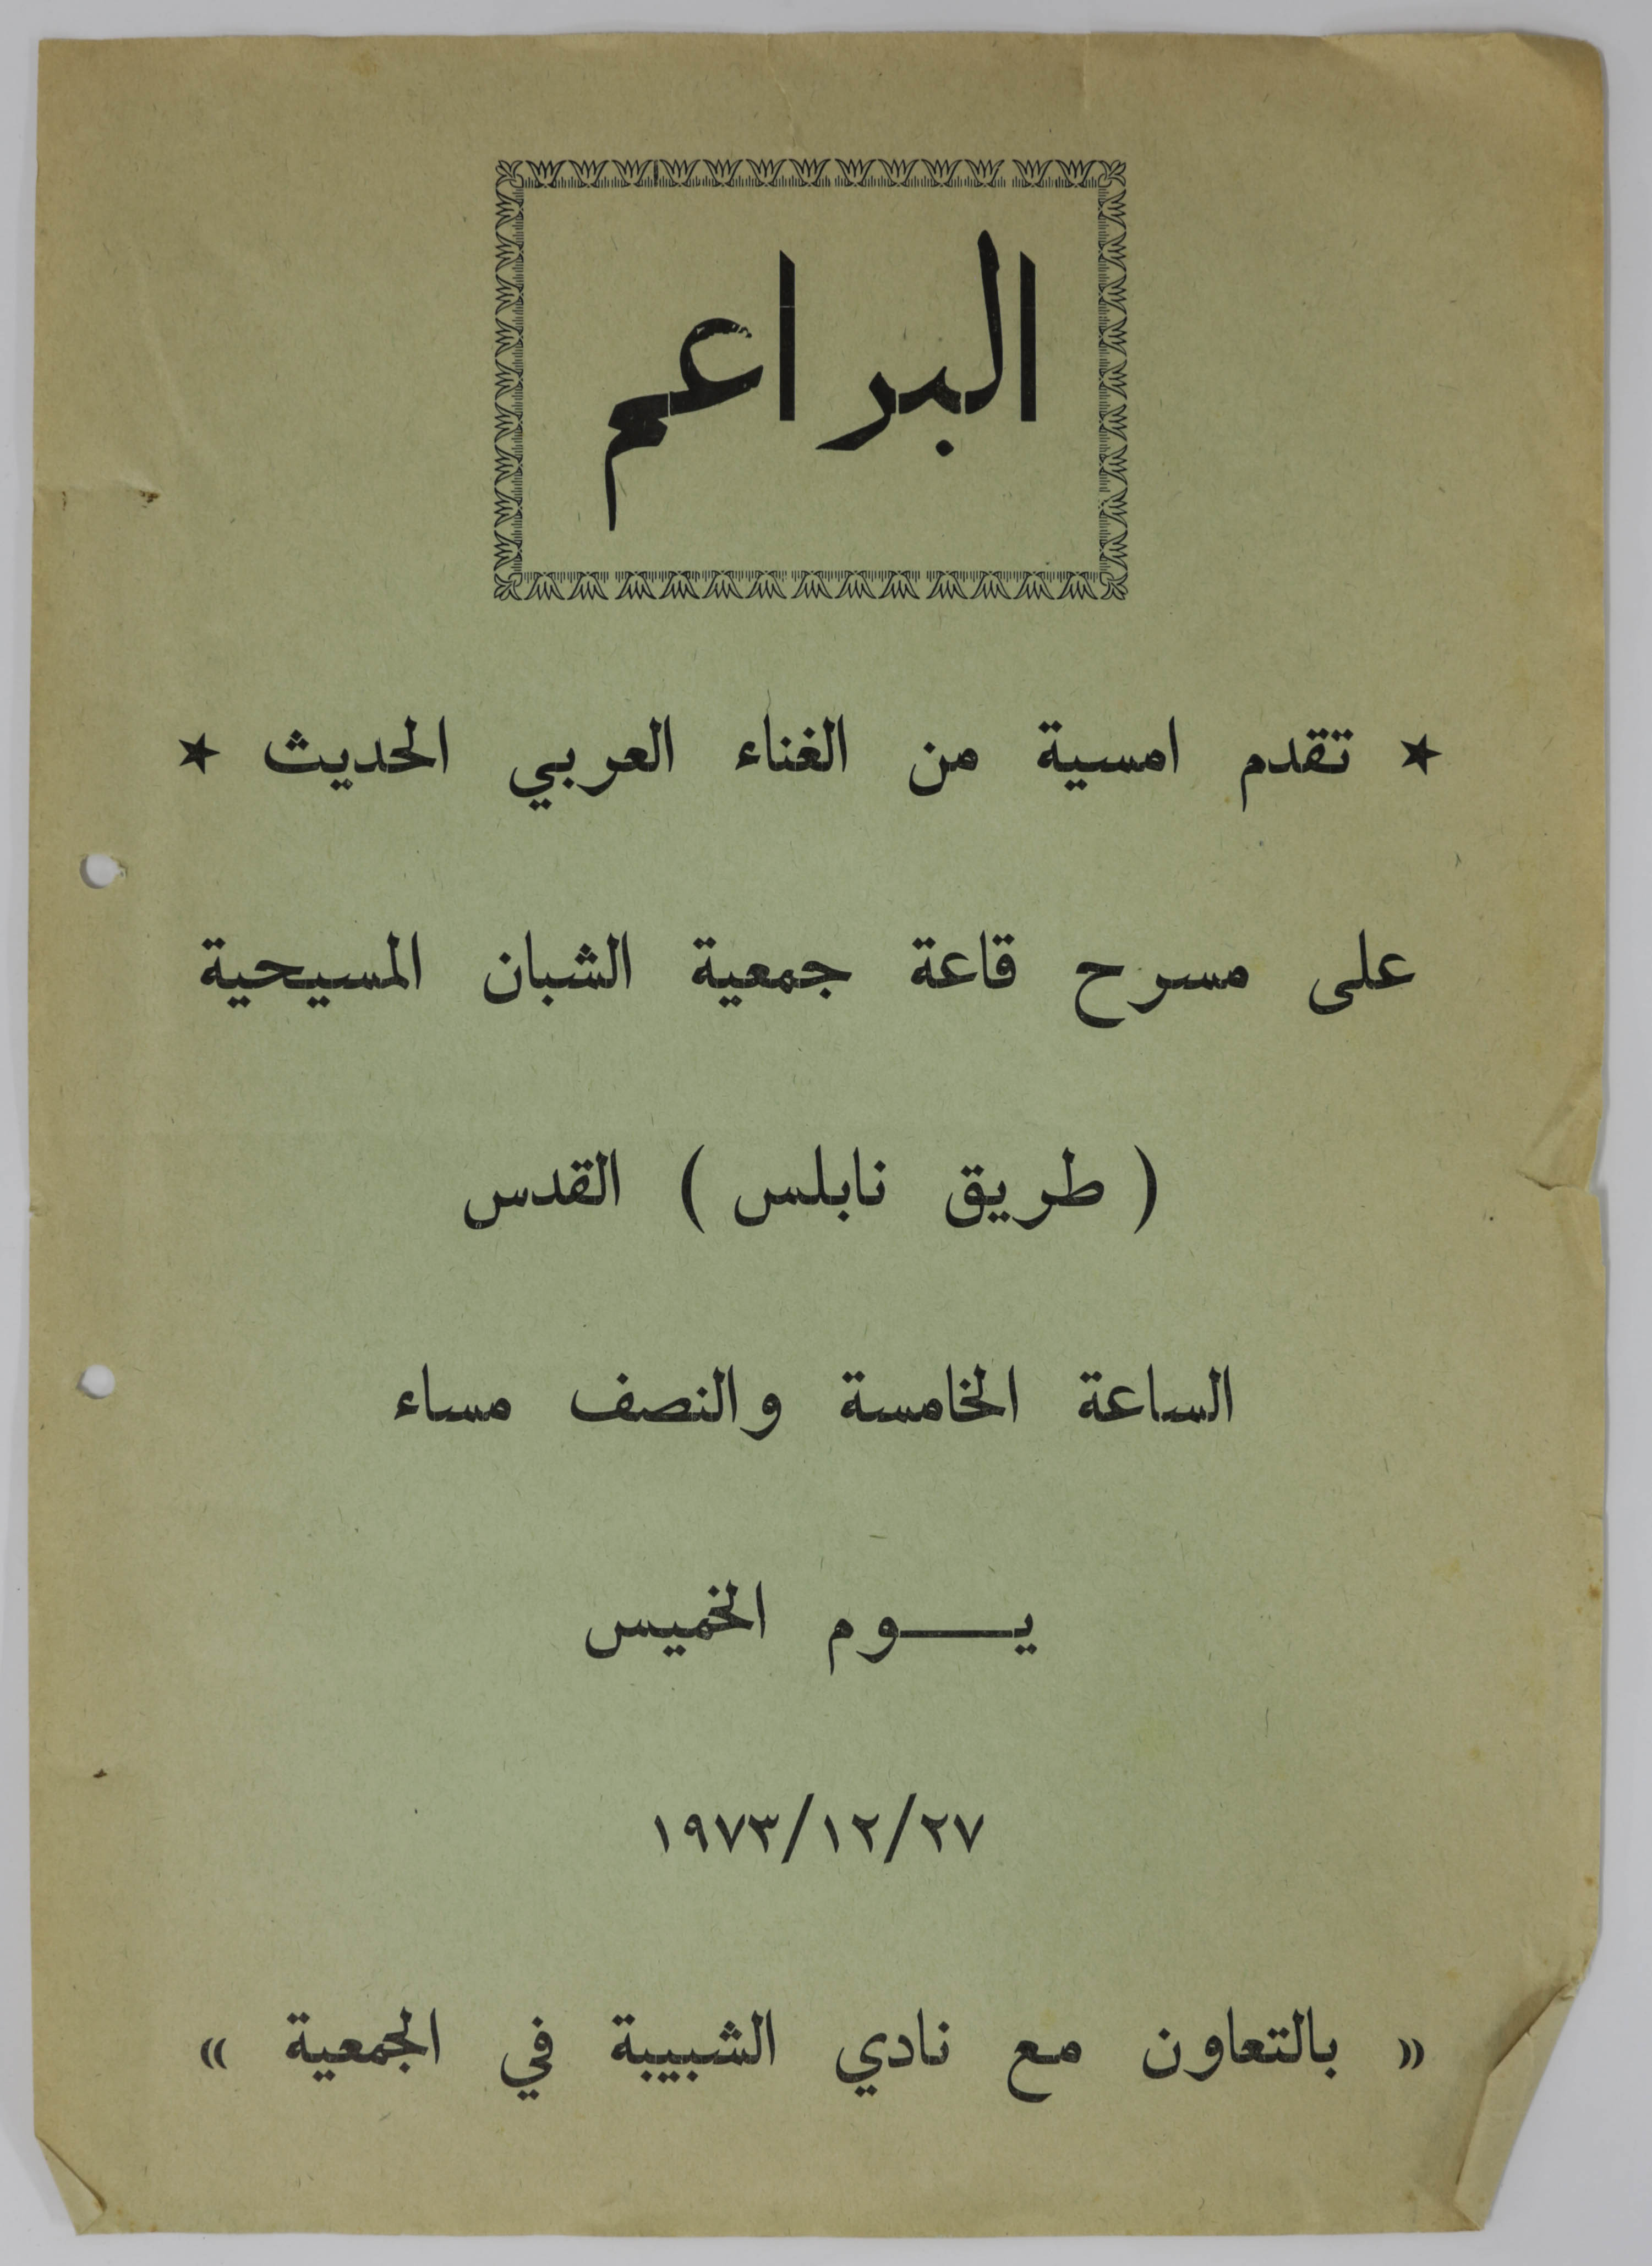 البراعم
★ تقدم امسية من الغناء العربي الحديث ★
على مسرح قاعة جمعية الشبان المسيحية
( طريق نابلس ) القدس
الساعة الخامسة والنصف مساء
يـــوم الخميس
١٩٧٣/١٢/٢٧
« بالتعاون مع نادي الشبيبة في الجمعية »